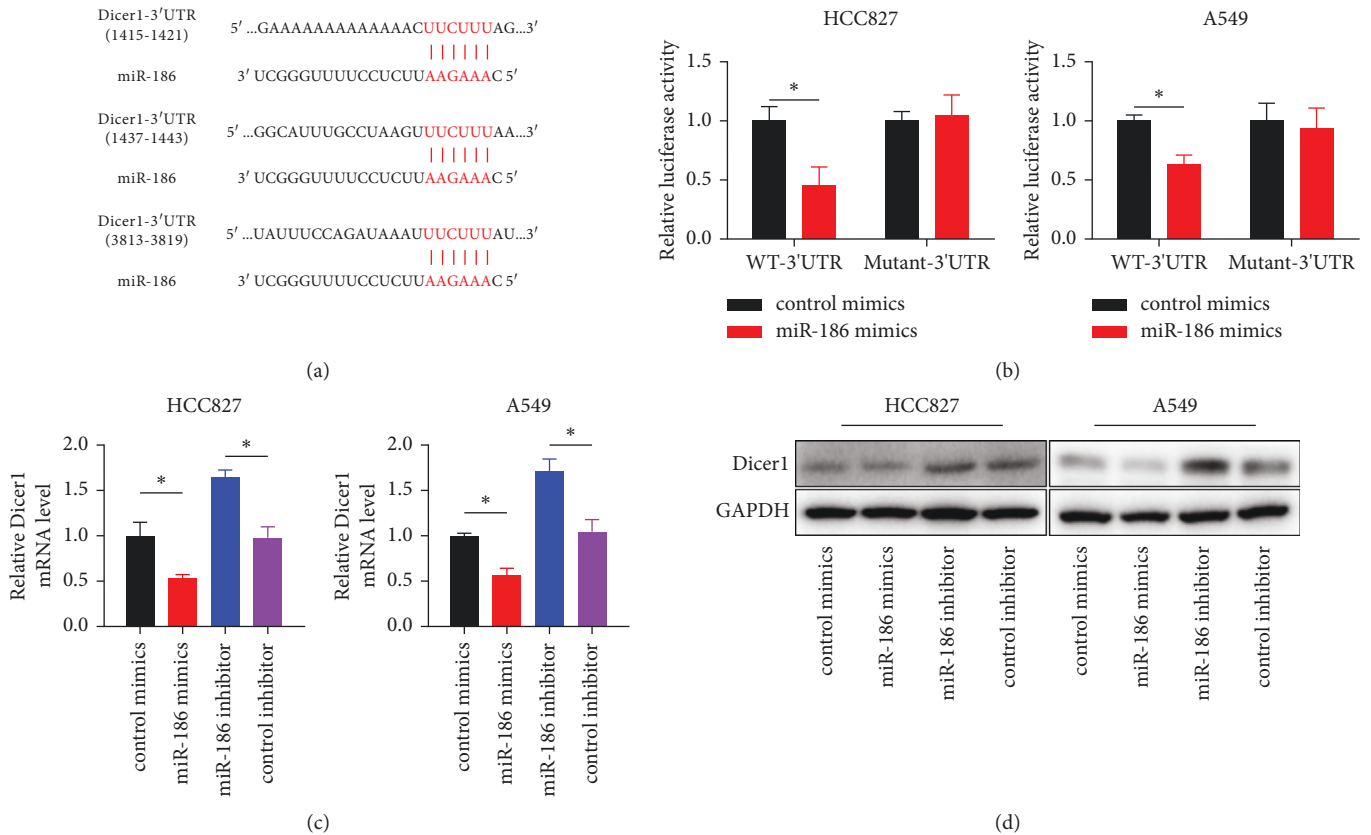 Dicer1-3′UTR
(1415-1421)
5′ ...GAAAAAAAAAAAAACUUCUUUAG...3′
miR-186
3′ UCGGGUUUUCCUCUUAAGAAAC 5′
Dicer1-3′UTR
(1437-1443)
5′ ...GGCAUUUGCCUAAGUUUCUUUAA...3′
miR-186
3′ UCGGGUUUUCCUCUUAAGAAAC 5′
Dicer1-3′UTR
(3813-3819)
5′ ...UAUUUCCAGAUAAAUUUCUUUAU...3′
miR-186
3′ UCGGGUUUUCCUCUUAAGAAAC 5′
(a)
HCC827
Relative luciferase activity
1.5
1.0
0.5
0.0
*
WT-3'UTR Mutant-3'UTR
control mimics
miR-186 mimics
A549
Relative luciferase activity
1.5
1.0
0.5
0.0
*
WT-3'UTR Mutant-3'UTR
control mimics
miR-186 mimics
(b)
HCC827
Relative Dicer1
mRNA level
2.0
1.5
1.0
0.5
0.0
*
*
control mimics
miR-186 mimics
miR-186 inhibitor
control inhibitor
A549
Relative Dicer1
mRNA level
2.0
1.5
1.0
0.5
0.0
*
*
control mimics
miR-186 mimics
miR-186 inhibitor
control inhibitor
(c)
HCC827
A549
Dicer1
GAPDH
control mimics
miR-186 mimics
miR-186 inhibitor
control inhibitor
control mimics
miR-186 mimics
miR-186 inhibitor
control inhibitor
(d)